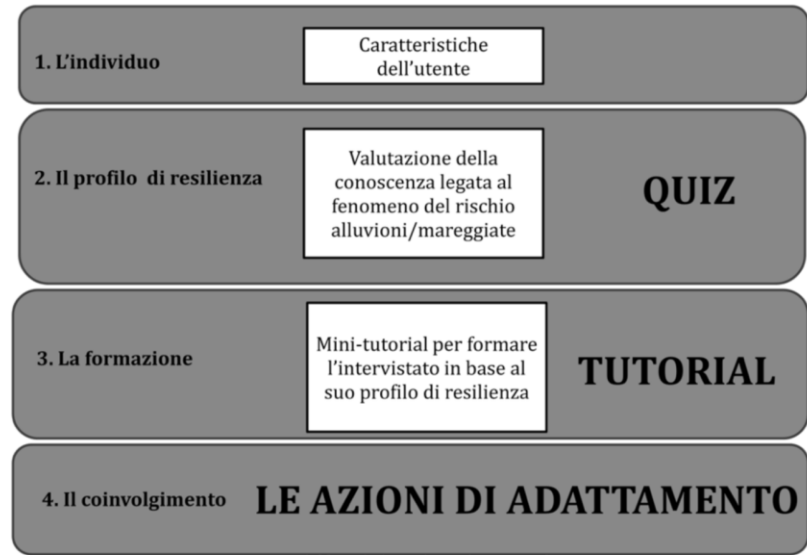 1. L'individuo
Caratteristiche
dell'utente
2. Il profilo di resilienza
Valutazione della
conoscenza legata al
fenomeno del rischio
alluvioni/mareggiate
QUIZ
3. La formazione
Mini-tutorial per formare
l'intervistato in base al
suo profilo di resilienza
TUTORIAL
4. Il coinvolgimento
LE AZIONI DI ADATTAMENTO